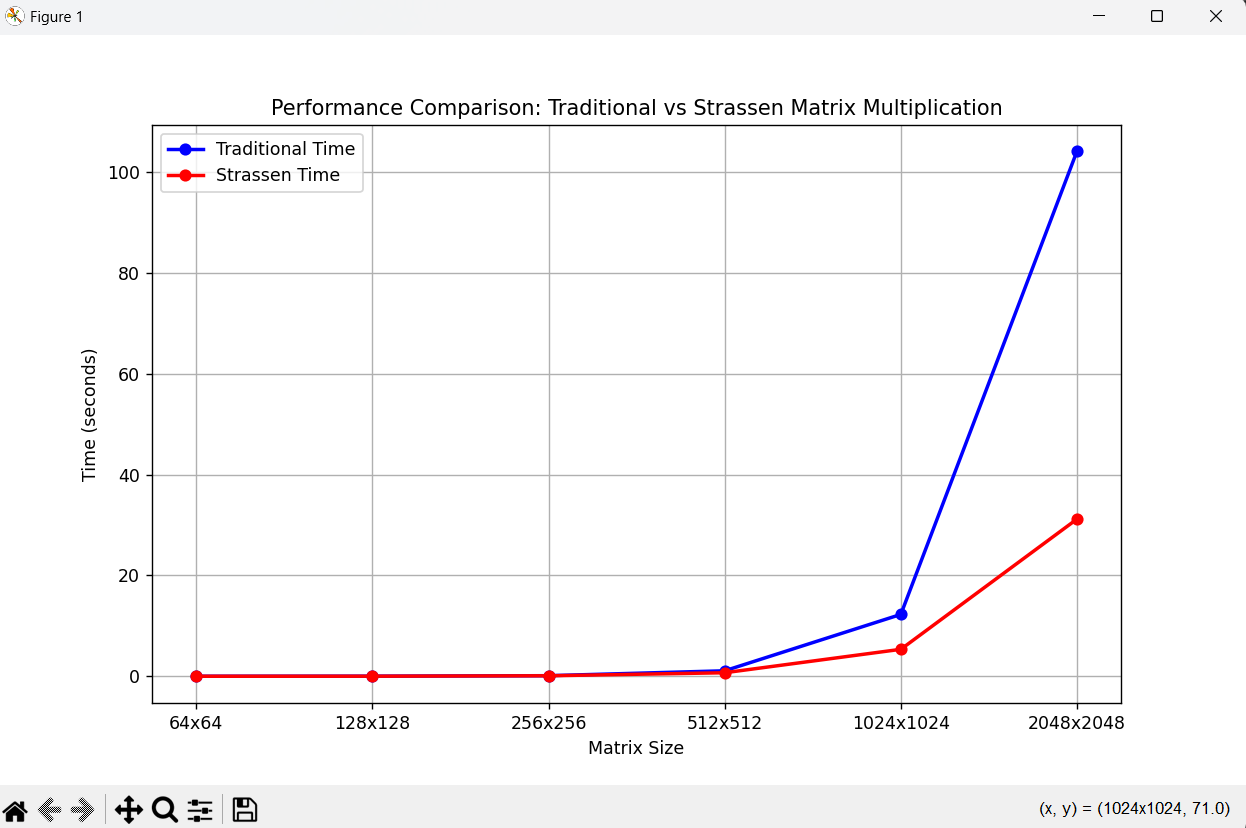 Figure 1
Performance Comparison: Traditional vs Strassen Matrix Multiplication
Traditional Time
Strassen Time
100
80
60
40
20
0
Time (seconds)
64x64 128x128 256x256 512x512 1024x1024 2048x2048
Matrix Size
(x, y) = (1024x1024, 71.0)